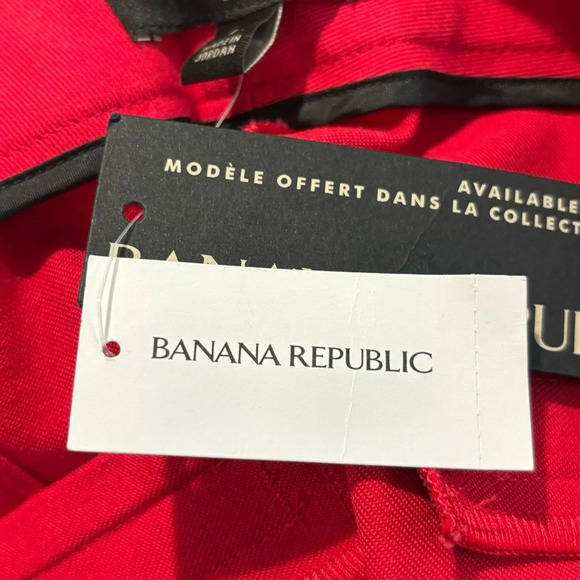 MADE IN
JORDAN
AVAILABLE
MODÈLE OFFERT DANS LA COLLECT
BANANA REPUBLIC